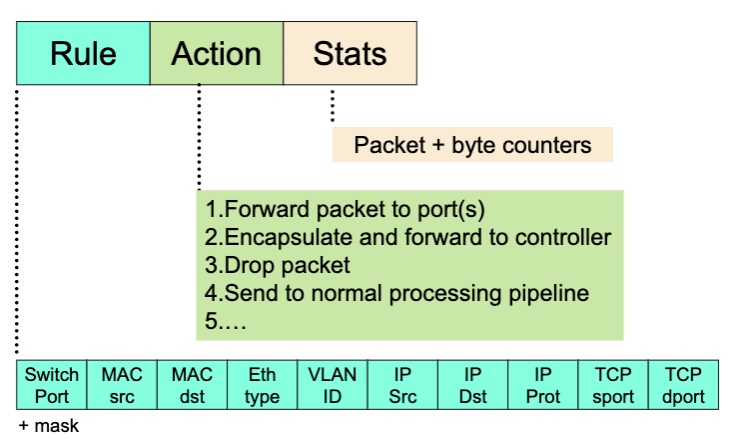 Rule Action Stats
Packet + byte counters
1.Forward packet to port(s)
2.Encapsulate and forward to controller
3.Drop packet
4.Send to normal processing pipeline
5.…
Switch Port
MAC src
MAC dst
Eth type
VLAN ID
IP Src
IP Dst
IP Prot
TCP sport
TCP dport
+ mask